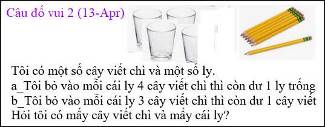 Câu đố vui 2 (13-Apr)
Tôi có một số cây viết chì và một số ly.
a_Tôi bỏ vào mỗi cái ly 4 cây viết chì thì còn dư 1 ly trống
b_Tôi bỏ vào mỗi cái ly 3 cây viết chì thì còn dư 1 cây viết
Hỏi tôi có mấy cây viết chì và mấy cái ly?